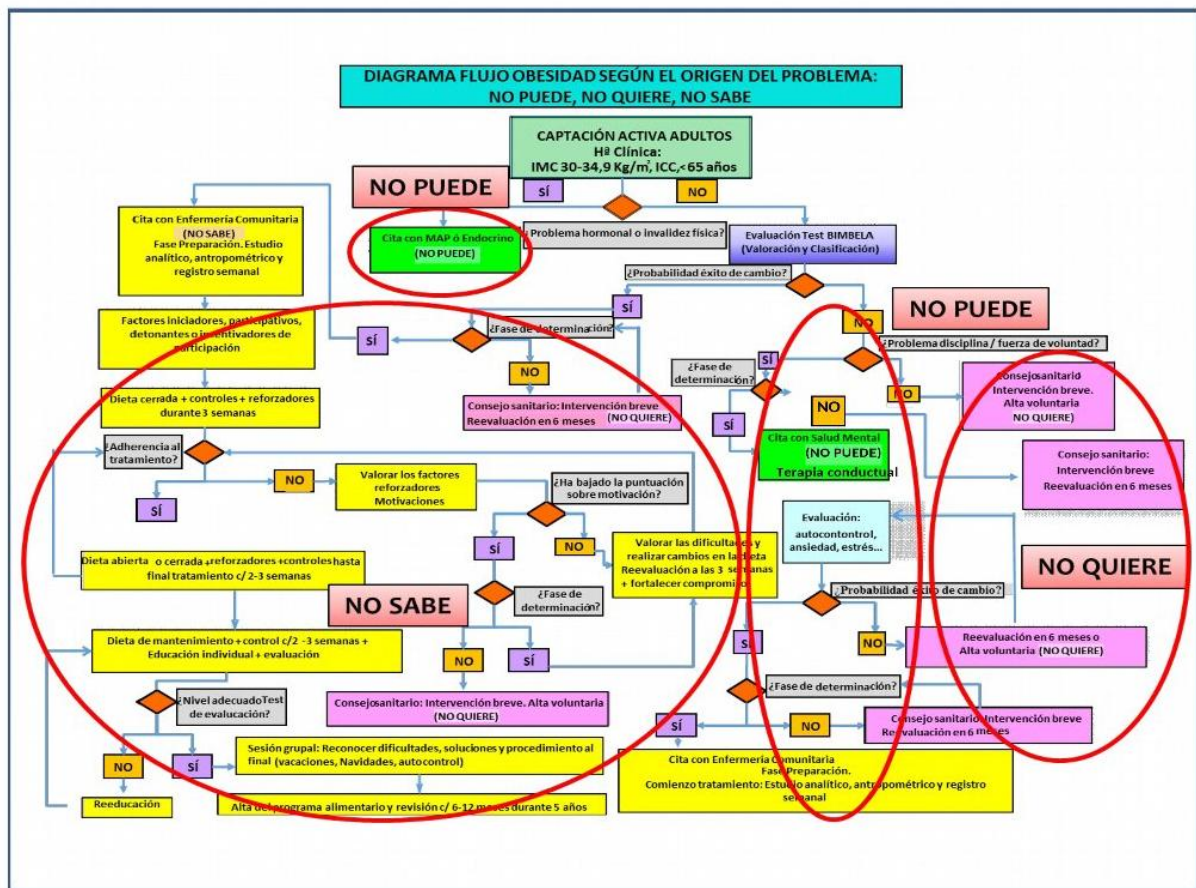 DIAGRAMA FLUJO OBESIDAD SEGÚN EL ORIGEN DEL PROBLEMA:
NO PUEDE, NO QUIERE, NO SABE
CAPTACIÓN ACTIVA ADULTOS
Hª Clínica:
IMC 30-34,9 Kg/m², ICC,<65 años
NO PUEDE
SÍ
NO
Cita con Enfermería Comunitaria
(NO SABE)
Fase Preparación. Estudio
analítico, antropométrico y
registro semanal
Cita con MAP ó Endocrino
(NO PUEDE)
¿Problema hormonal o invalidez física?
Evaluación Test BIMBELA
(Valoración y Clasificación)
¿Probabilidad éxito de cambio?
SÍ
NO
NO PUEDE
Factores iniciadores, participativos,
detonantes o incentivadores de
participación
SÍ
¿Fase de determinación?
NO
¿Problema disciplina / fuerza de voluntad?
SÍ
¿Fase de
determinación?
NO
Consejo sanitario
Intervención breve.
Alta voluntaria
(NO QUIERE)
Dieta cerrada + controles + reforzadores
durante 3 semanas
Consejo sanitario: Intervención breve
Reevaluación en 6 meses (NO QUIERE)
NO
SÍ
Cita con Salud Mental
(NO PUEDE)
Terapia conductual
Consejo sanitario:
Intervención breve
Reevaluación en 6 meses
¿Adherencia al
tratamiento?
SÍ
NO
Valorar los factores
reforzadores
Motivaciones
¿Ha bajado la puntuación
sobre motivación?
SÍ
NO
Valorar las dificultades y
realizar cambios en la dieta
Reevaluación a las 3 semanas
+ fortalecer compromiso
Evaluación:
autocontontrol,
ansiedad, estrés...
NO QUIERE
Dieta abierta o cerrada +reforzadores +controles hasta
final tratamiento c/ 2-3 semanas
NO SABE
¿Fase de
determinación?
¿Probabilidad éxito de cambio?
Dieta de mantenimiento + control c/2 -3 semanas +
Educación individual + evaluación
NO
SÍ
SÍ
NO
Reevaluación en 6 meses o
Alta voluntaria (NO QUIERE)
¿Nivel adecuado Test
de evalucación?
Consejo sanitario: Intervención breve. Alta voluntaria
(NO QUIERE)
¿Fase de determinación?
SÍ
NO
Consejo sanitario: Intervención breve
Reevaluación en 6 meses
NO
SÍ
Sesión grupal: Reconocer dificultades, soluciones y procedimiento al
final (vacaciones, Navidades, autocontrol)
Cita con Enfermería Comunitaria
Fase Preparación.
Comienzo tratamiento: Estudio analítico, antropométrico y registro
semanal
Reeducación
Alta del programa alimentario y revisión c/ 6-12 meses durante 5 años